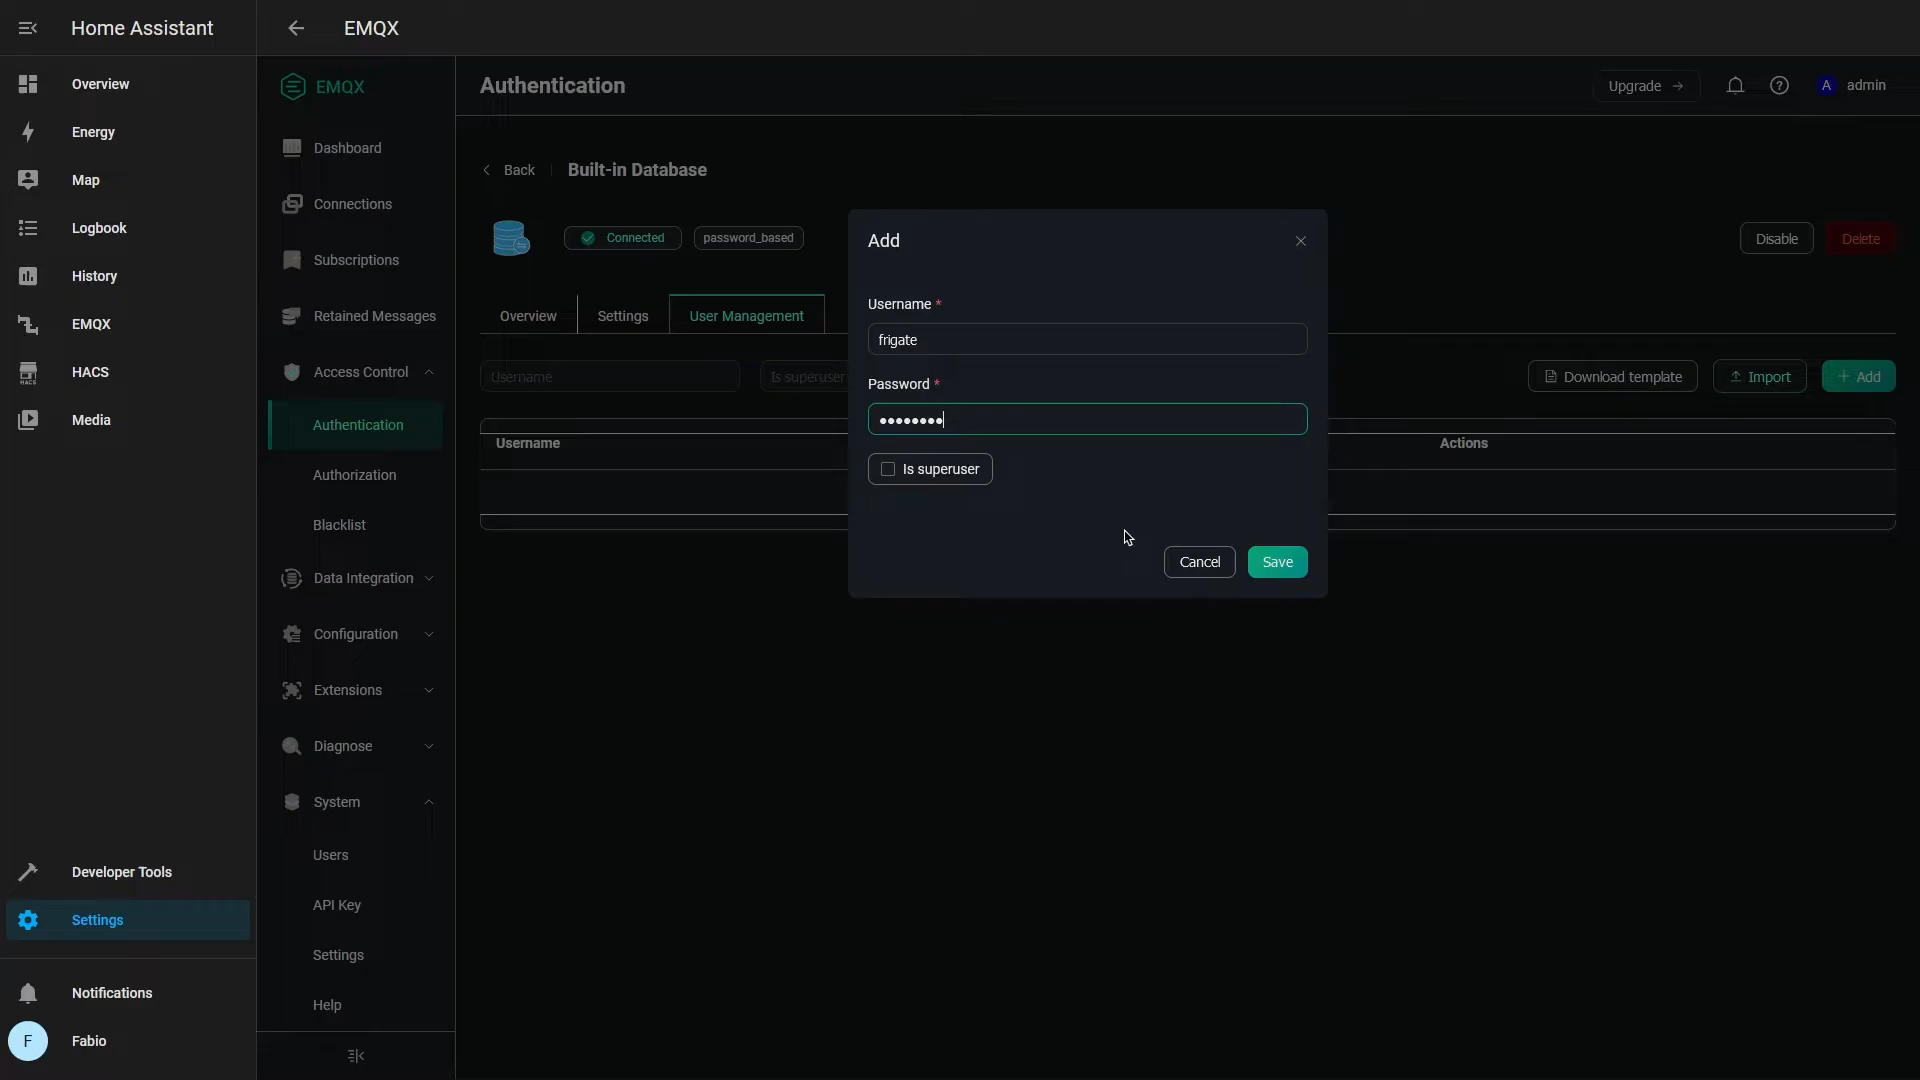 Home Assistant
EMQX
Overview
Energy
Map
Logbook
History
EMQX
HACS
HACS
Media
Developer Tools
Settings
Notifications
F
Fabio
EMQX
Dashboard
Connections
Subscriptions
Retained Messages
Access Control
Authentication
Authorization
Blacklist
Data Integration
Configuration
Extensions
Diagnose
System
Users
API Key
Settings
Help
Authentication
Upgrade →
?
A admin
Back
Built-in Database
Connected
password_based
Disable
Delete
Overview
Settings
User Management
Username
Is superuser
Download template
Import
+ Add
Username
Actions
Add
Username *
frigate
Password *
••••••••
Is superuser
Cancel
Save